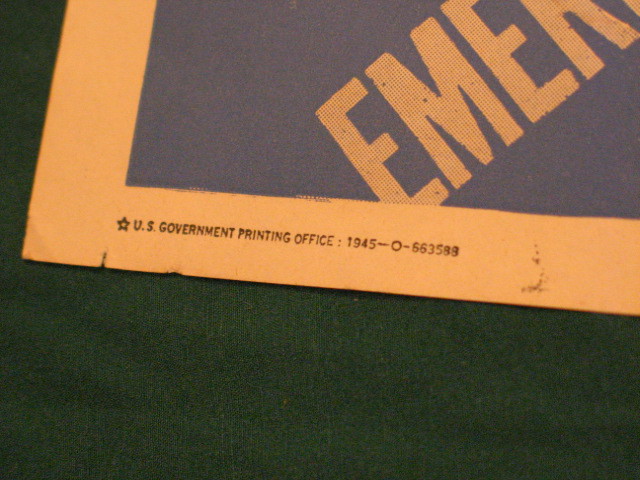 EMER
☆ U.S. GOVERNMENT PRINTING OFFICE : 1945—O-663588